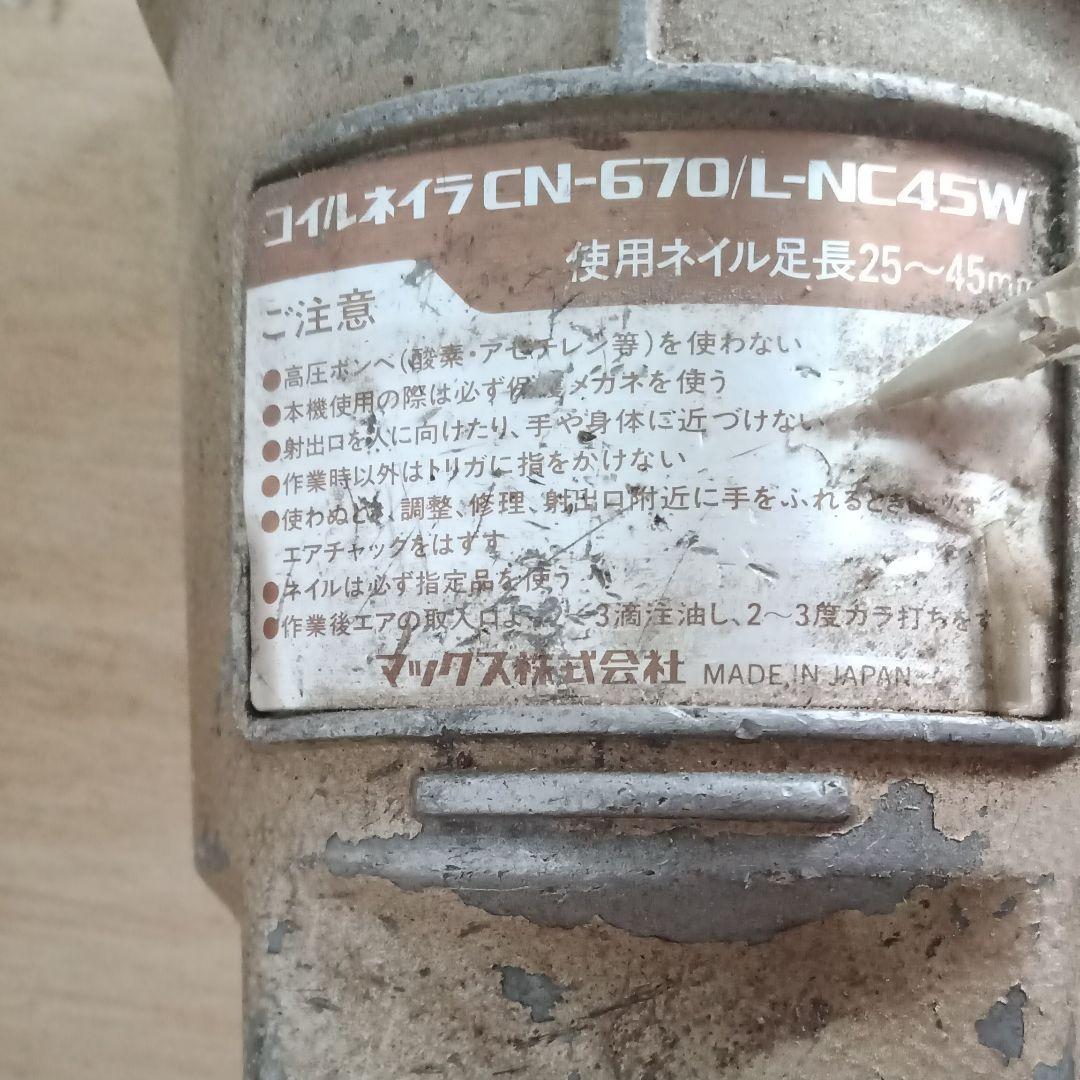 コイルネイラCN-670/L-NC45W
使用ネイル足長25〜45mm
ご注意
●高圧ボンベ(酸素・アセチレン等)を使わない
●本機使用の際は必ず保 メガネを使う
●射出口を人に向けたり、手や身体に近づけない
●作業時以外はトリガに指をかけない
●使わぬとき、調整、修理、射出口附近に手をふれるときは必ず
エアチャックをはずす
●ネイルは必ず指定品を使う
●作業後エアの取入口より2〜3滴注油し、2〜3度カラ打ちをす
マックス株式会社 MADE IN JAPAN